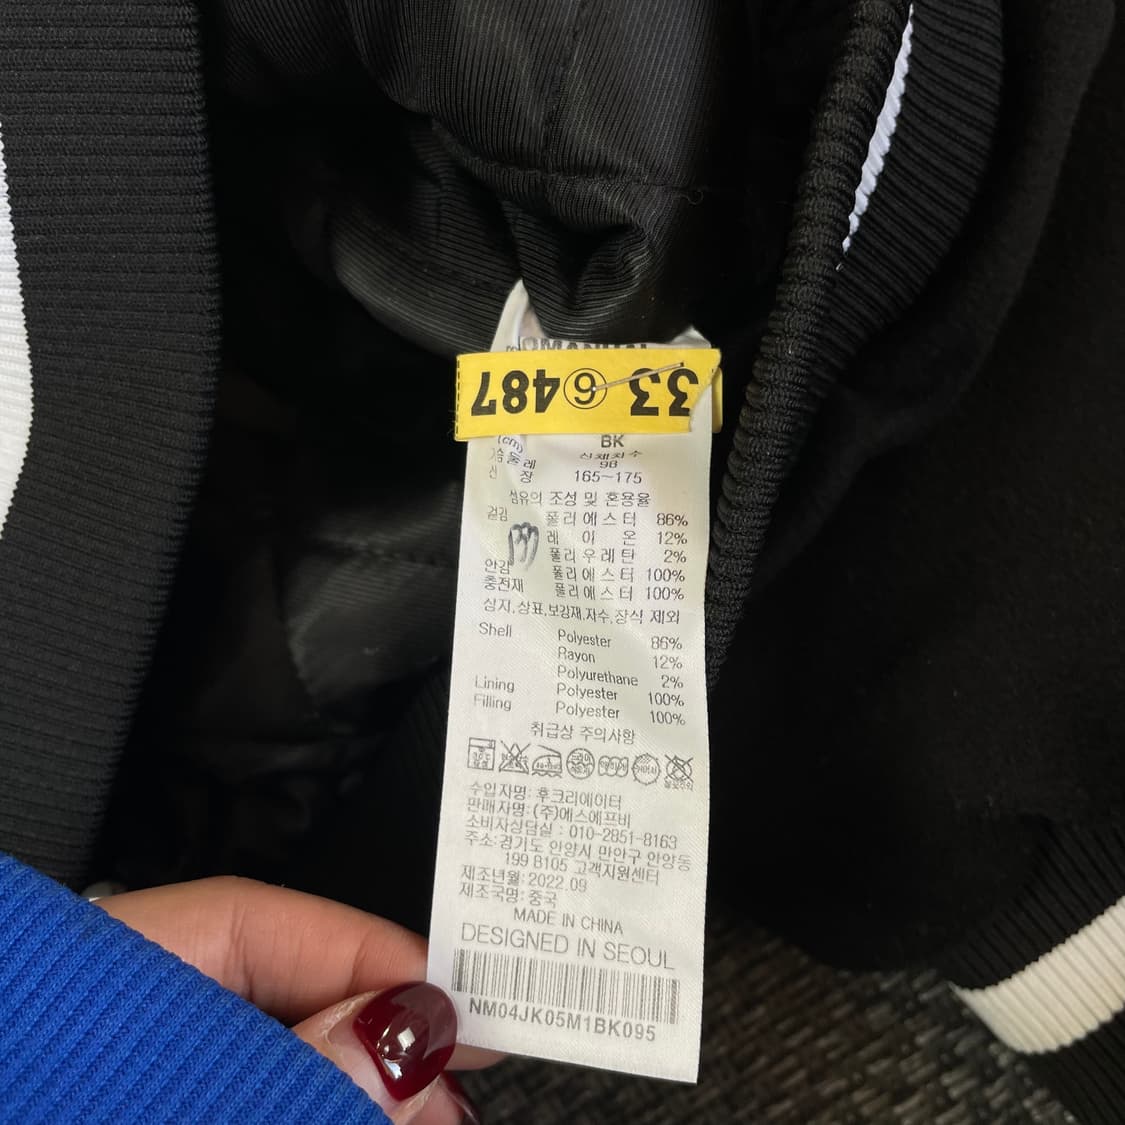 33 ⑥ 487
BK
(cm)
신체치수
98
신 장 165~175
섬유의 조성 및 혼용율
겉감 폴리에스터 86%
레이온 12%
폴리우레탄 2%
안감 폴리에스터 100%
충전재 폴리에스터 100%
상지,상표,보강재,자수,장식 제외
Shell Polyester 86%
Rayon 12%
Polyurethane 2%
Lining Polyester 100%
Filling Polyester 100%
취급상 주의사항
수입자명: 후크리에이터
판매자명: (주)에스에프비
소비자상담실 : 010-2851-8163
주소: 경기도 안양시 만안구 안양동
199 B105 고객지원센터
제조년월: 2022.09
제조국명: 중국
MADE IN CHINA
DESIGNED IN SEOUL
NM04JK05M1BK095